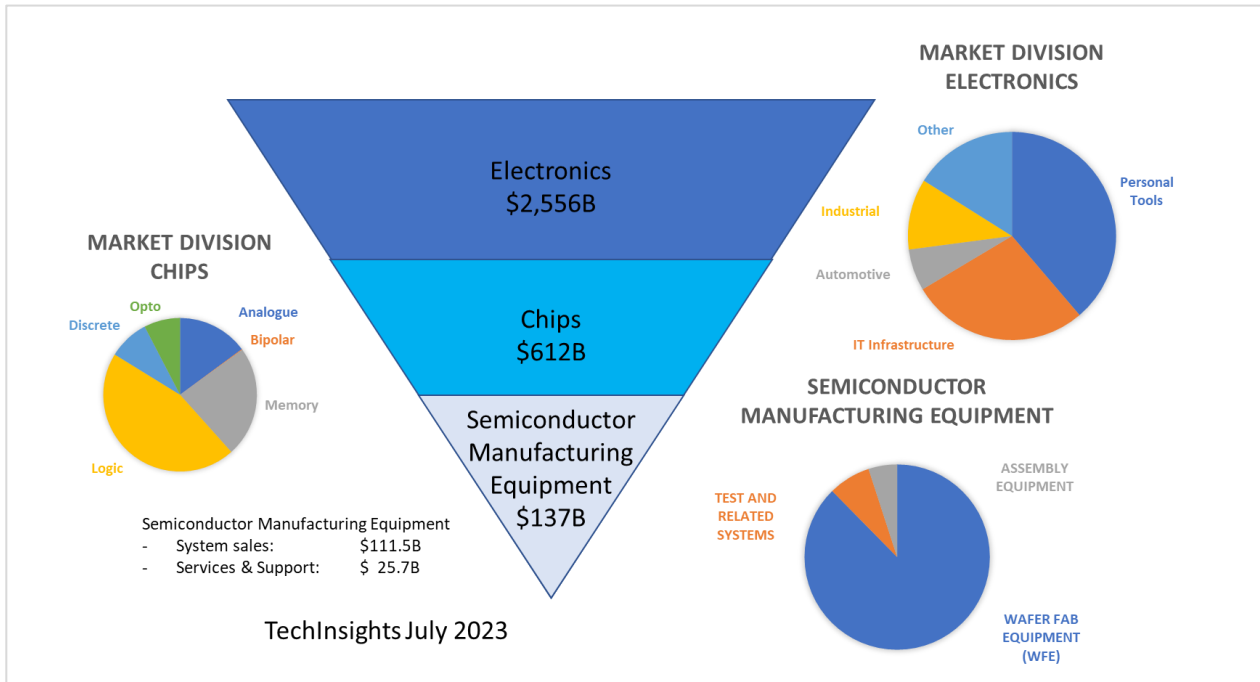 MARKET DIVISION
ELECTRONICS
Other
Personal
Tools
Industrial
Automotive
IT Infrastructure
Electronics
$2,556B
Chips
$612B
Semiconductor
Manufacturing
Equipment
$137B
MARKET DIVISION
CHIPS
Opto
Analogue
Discrete
Bipolar
Memory
Logic
SEMICONDUCTOR
MANUFACTURING EQUIPMENT
ASSEMBLY
EQUIPMENT
TEST AND
RELATED
SYSTEMS
WAFER FAB
EQUIPMENT
(WFE)
Semiconductor Manufacturing Equipment
- System sales: $111.5B
- Services & Support: $ 25.7B
TechInsights July 2023